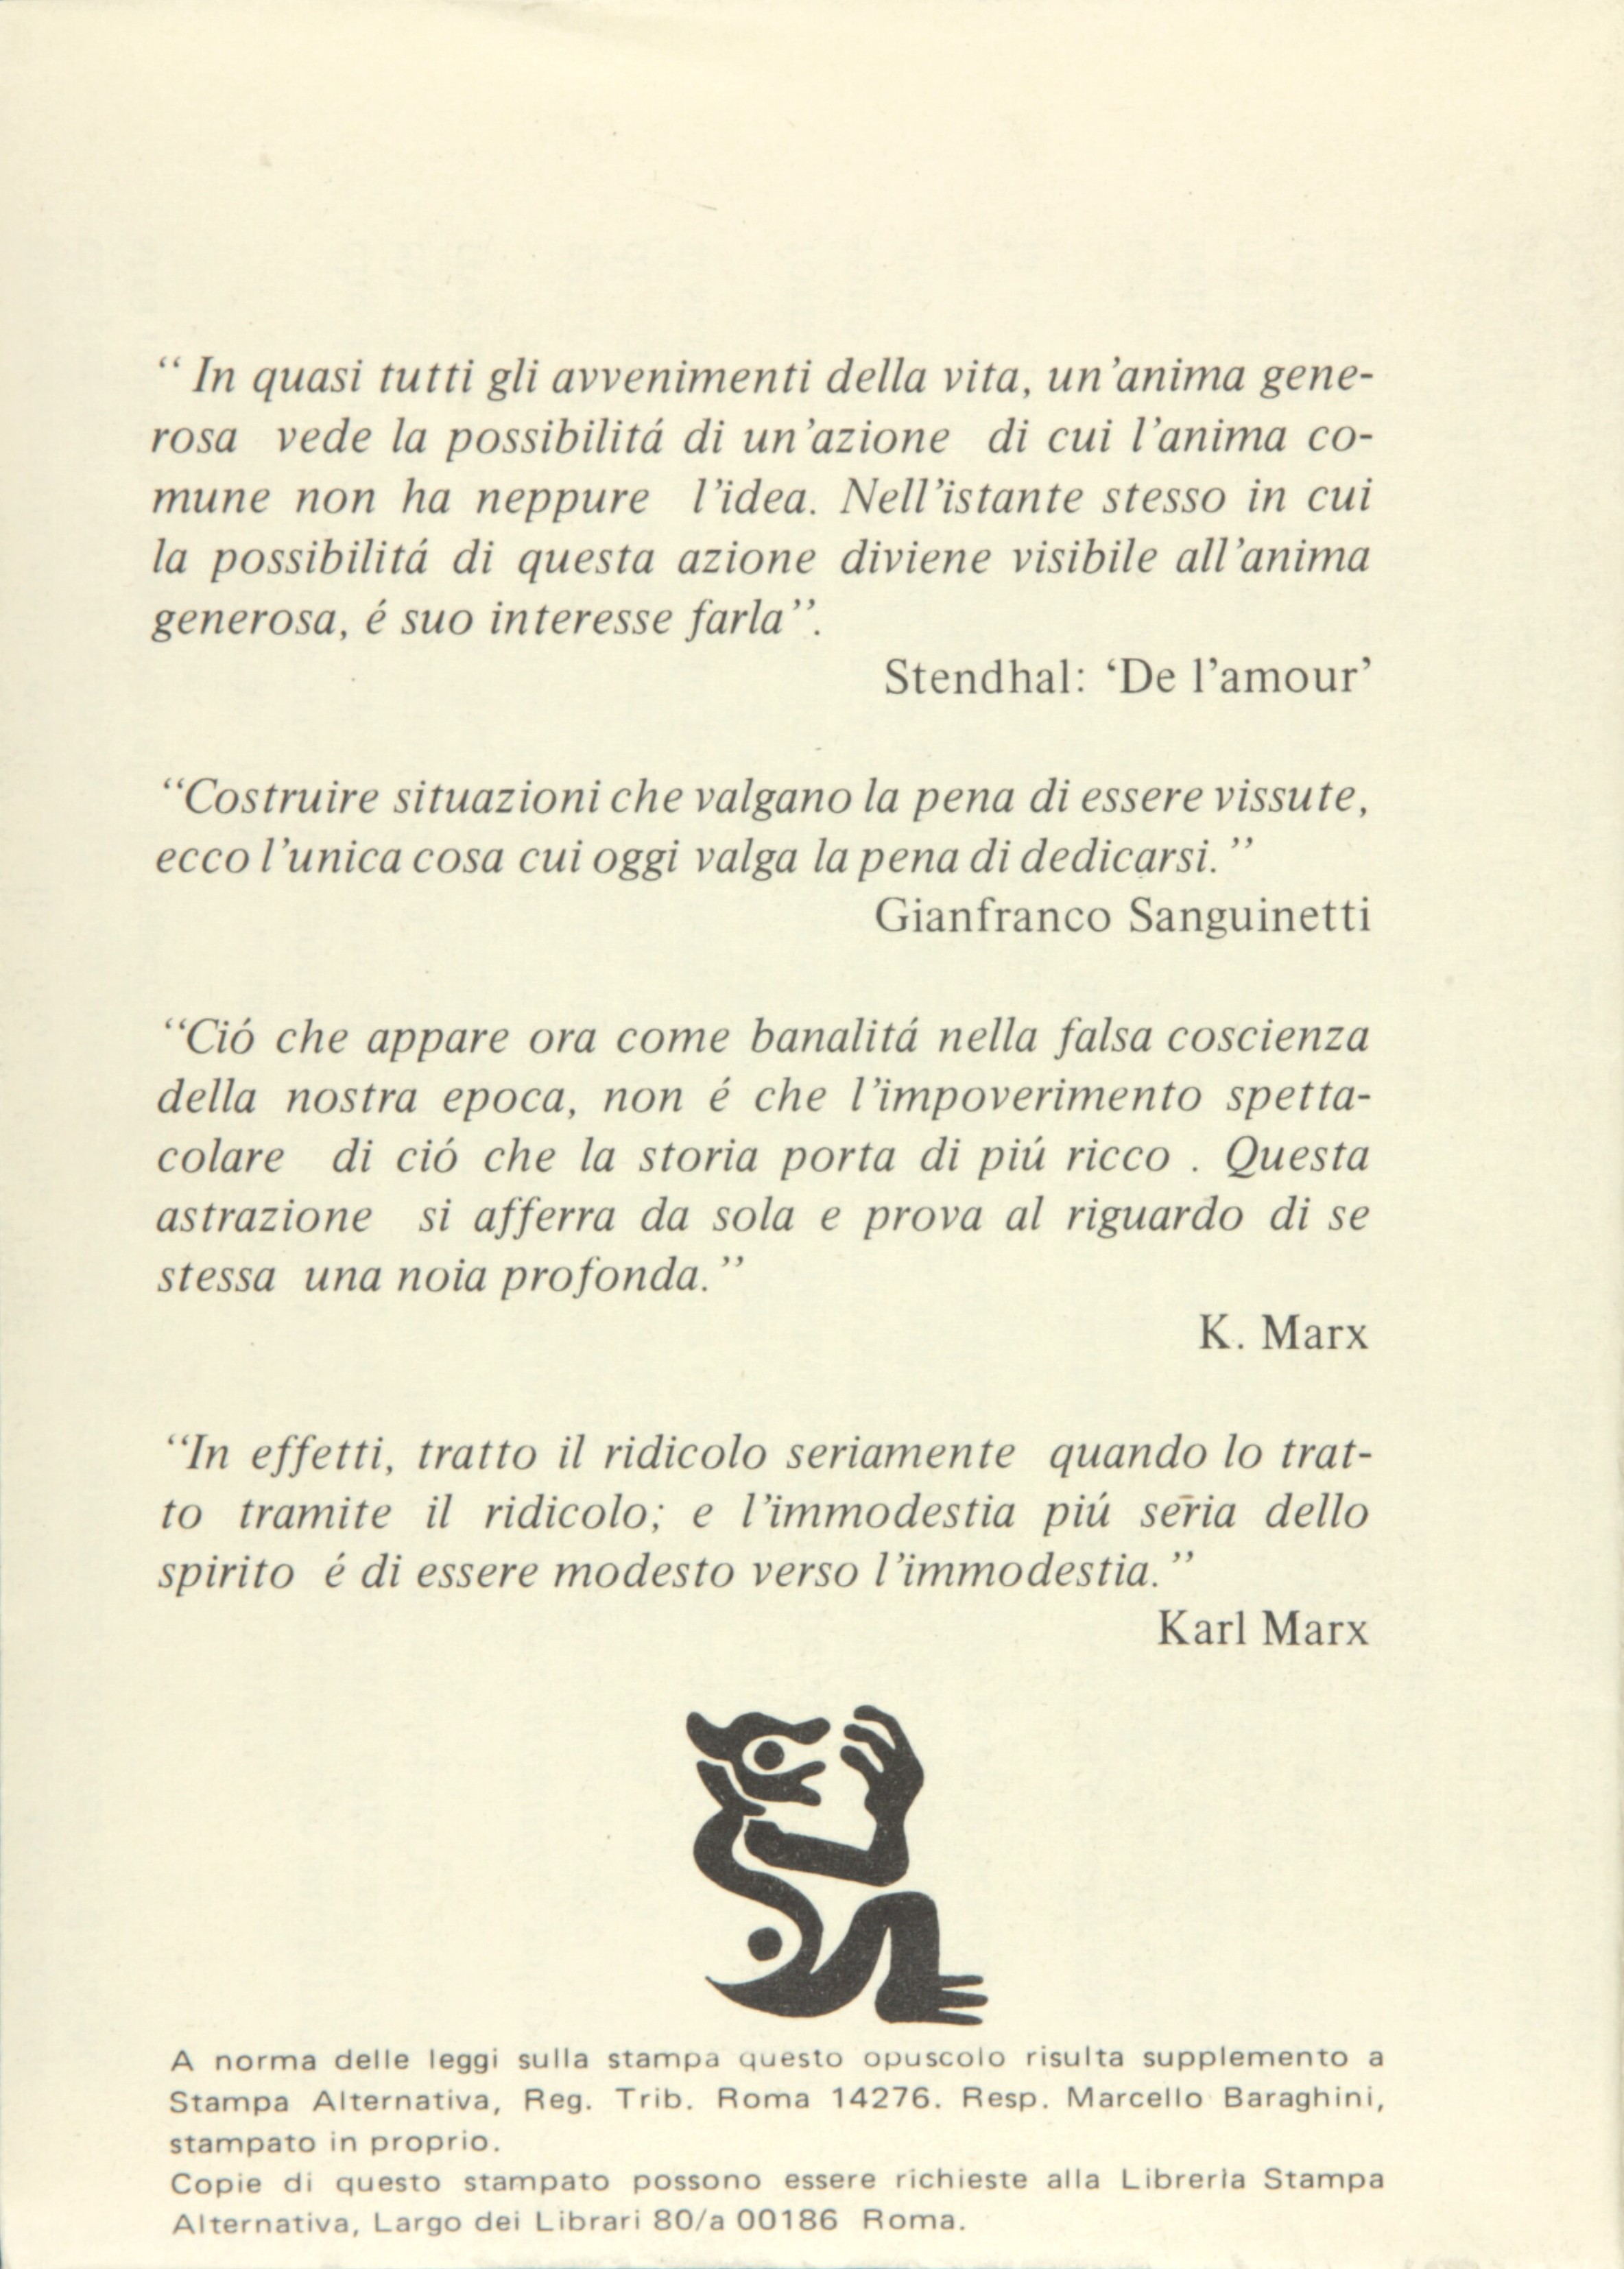 “ In quasi tutti gli avvenimenti della vita, un’anima gene-
rosa vede la possibilitá di un’azione di cui l’anima co-
mune non ha neppure l’idea. Nell’istante stesso in cui
la possibilitá di questa azione diviene visibile all’anima
generosa, é suo interesse farla”.
Stendhal: ‘De l’amour’
“Costruire situazioni che valgano la pena di essere vissute,
ecco l’unica cosa cui oggi valga la pena di dedicarsi.”
Gianfranco Sanguinetti
“Ció che appare ora come banalitá nella falsa coscienza
della nostra epoca, non é che l’impoverimento spetta-
colare di ció che la storia porta di piú ricco . Questa
astrazione si afferra da sola e prova al riguardo di se
stessa una noia profonda.”
K. Marx
“In effetti, tratto il ridicolo seriamente quando lo trat-
to tramite il ridicolo; e l’immodestia piú seria dello
spirito é di essere modesto verso l’immodestia.”
Karl Marx
A norma delle leggi sulla stampa questo opuscolo risulta supplemento a
Stampa Alternativa, Reg. Trib. Roma 14276. Resp. Marcello Baraghini,
stampato in proprio.
Copie di questo stampato possono essere richieste alla Libreria Stampa
Alternativa, Largo dei Librari 80/a 00186 Roma.